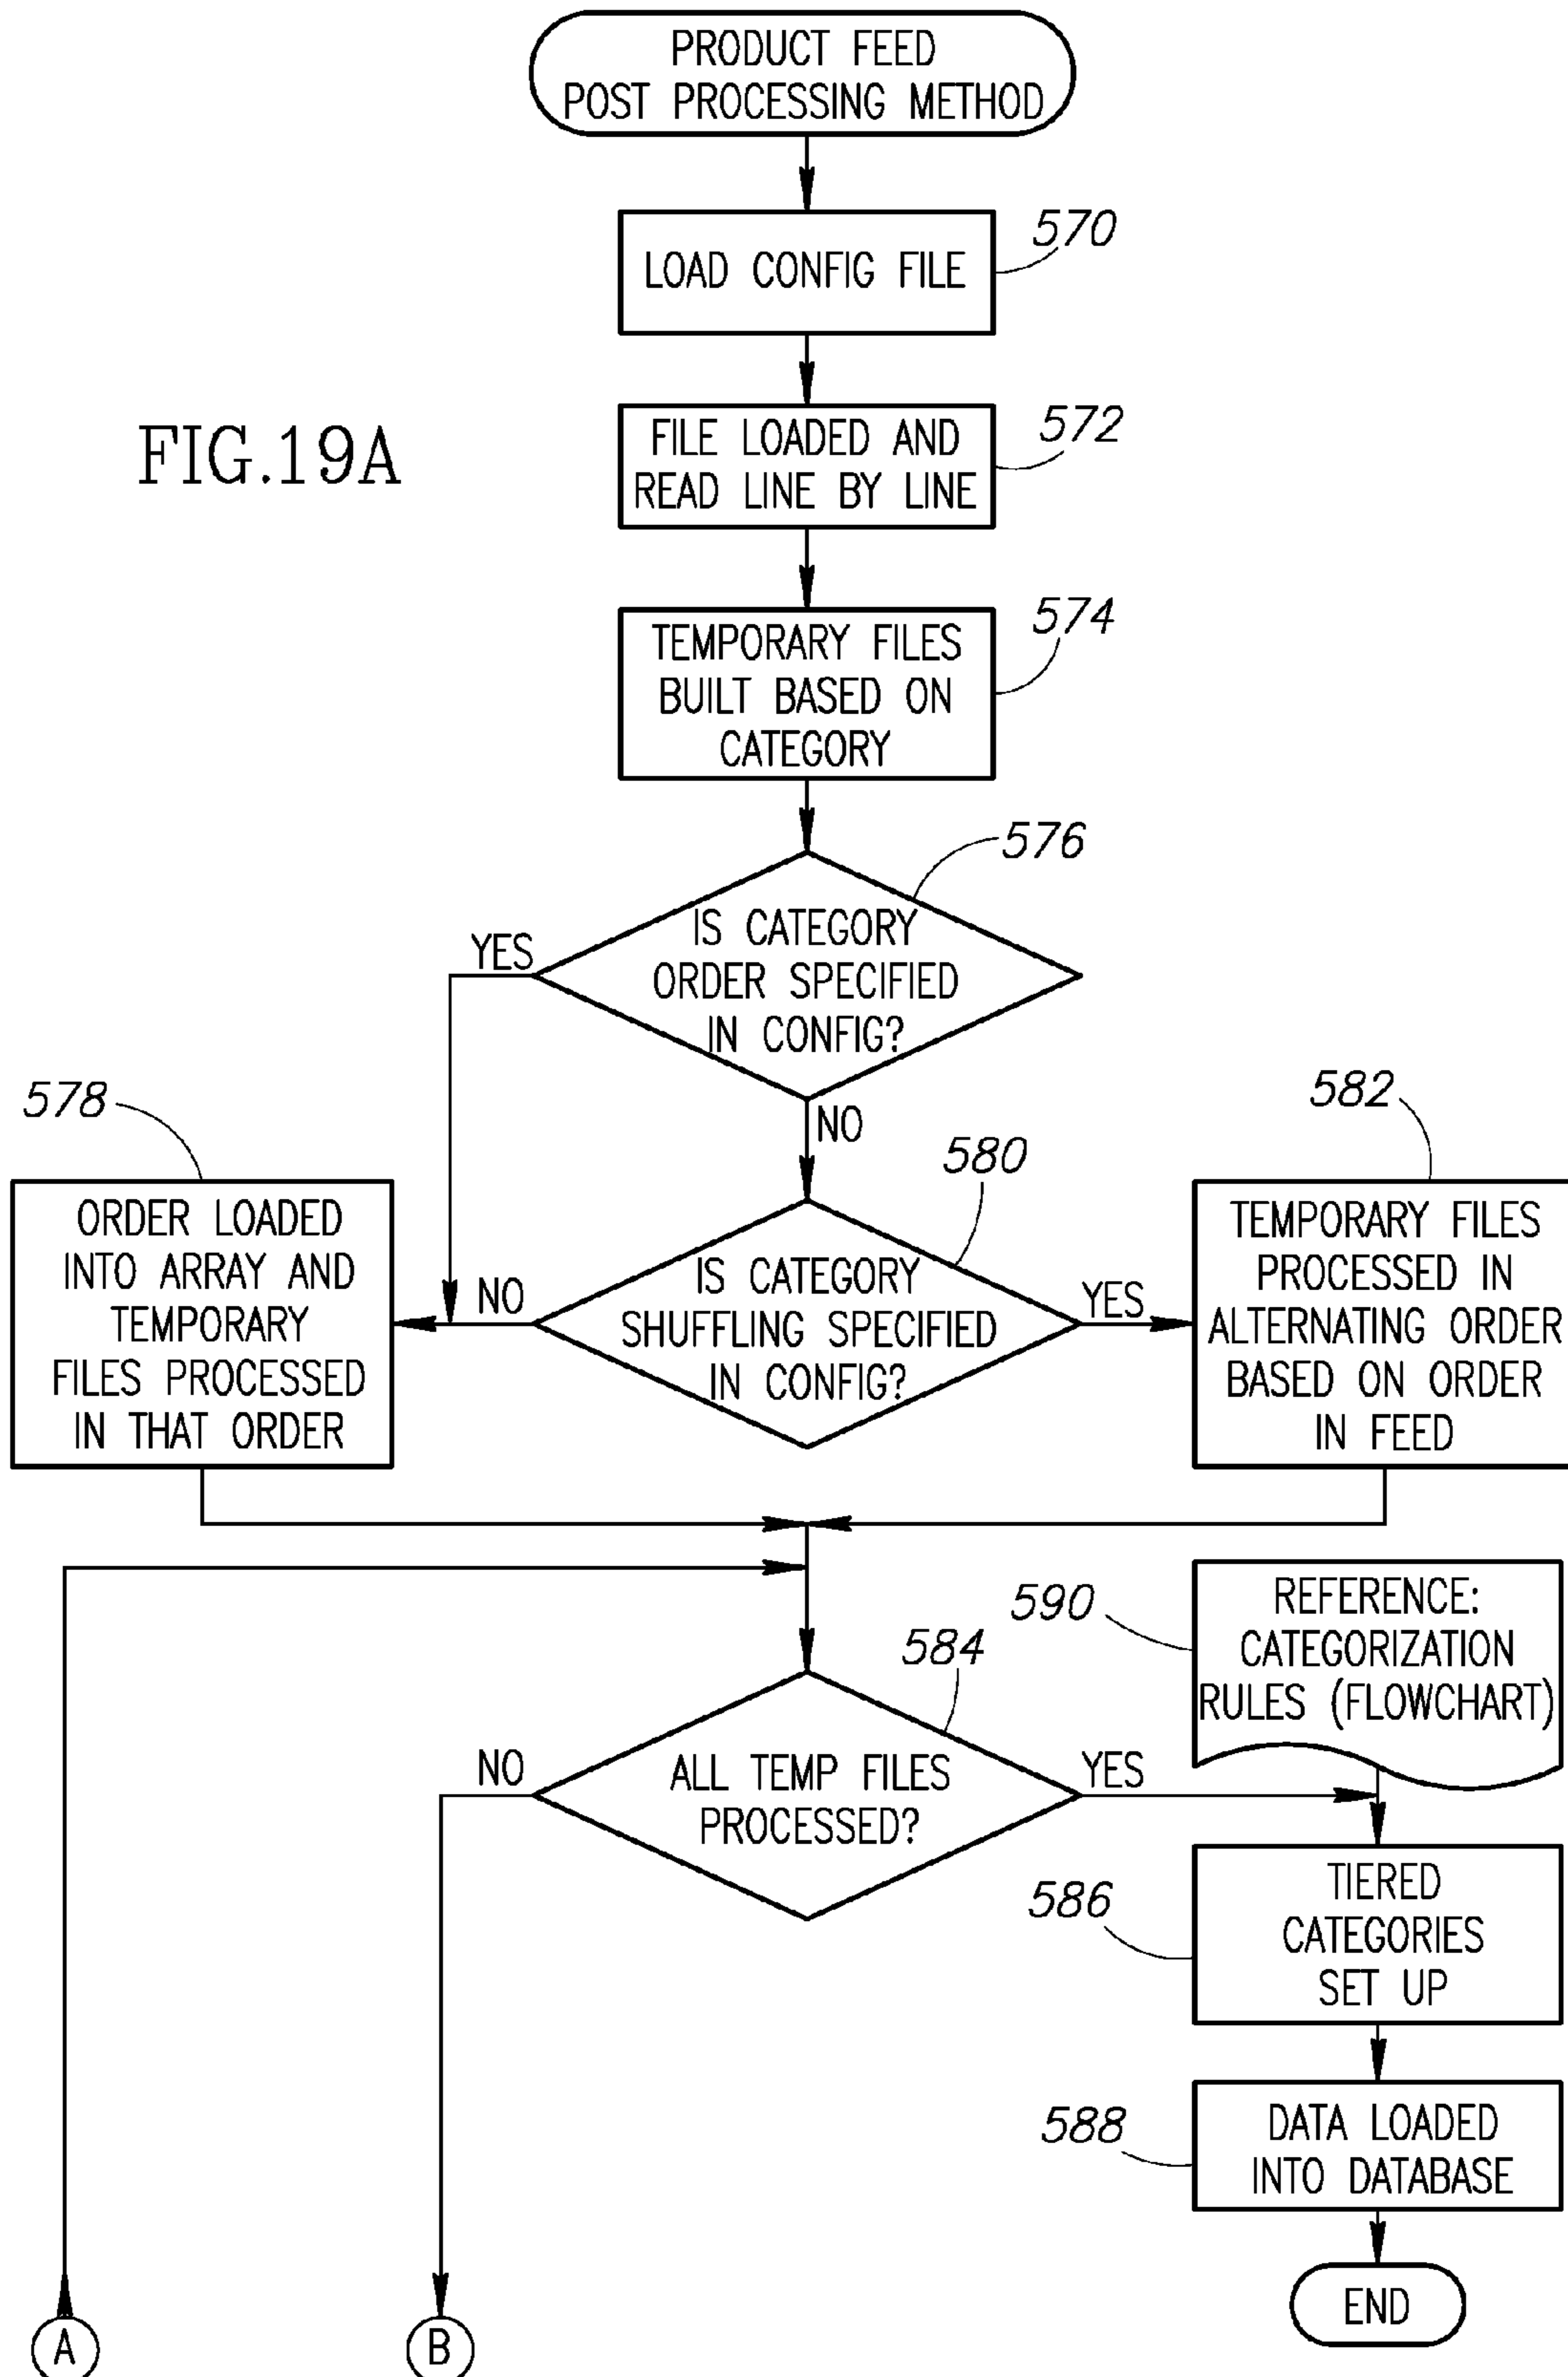 PRODUCT FEED
POST PROCESSING METHOD
570
LOAD CONFIG FILE
FIG.19A
572
FILE LOADED AND
READ LINE BY LINE
574
TEMPORARY FILES
BUILT BASED ON
CATEGORY
576
IS CATEGORY
ORDER SPECIFIED
IN CONFIG?
YES
NO
578
ORDER LOADED
INTO ARRAY AND
TEMPORARY
FILES PROCESSED
IN THAT ORDER
580
IS CATEGORY
SHUFFLING SPECIFIED
IN CONFIG?
NO
YES
582
TEMPORARY FILES
PROCESSED IN
ALTERNATING ORDER
BASED ON ORDER
IN FEED
590
REFERENCE:
CATEGORIZATION
RULES (FLOWCHART)
584
ALL TEMP FILES
PROCESSED?
NO
YES
586
TIERED
CATEGORIES
SET UP
588
DATA LOADED
INTO DATABASE
END
A
B